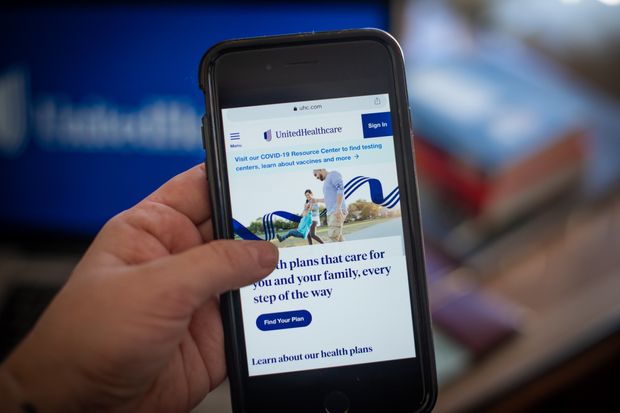 uhc.com
Menu
UnitedHealthcare
Sign In
Visit our COVID-19 Resource Center to find testing
centers, learn about vaccines and more →
plans that care for
you and your family, every
step of the way
Find Your Plan
Learn about our health plans
UnitedHealthcare